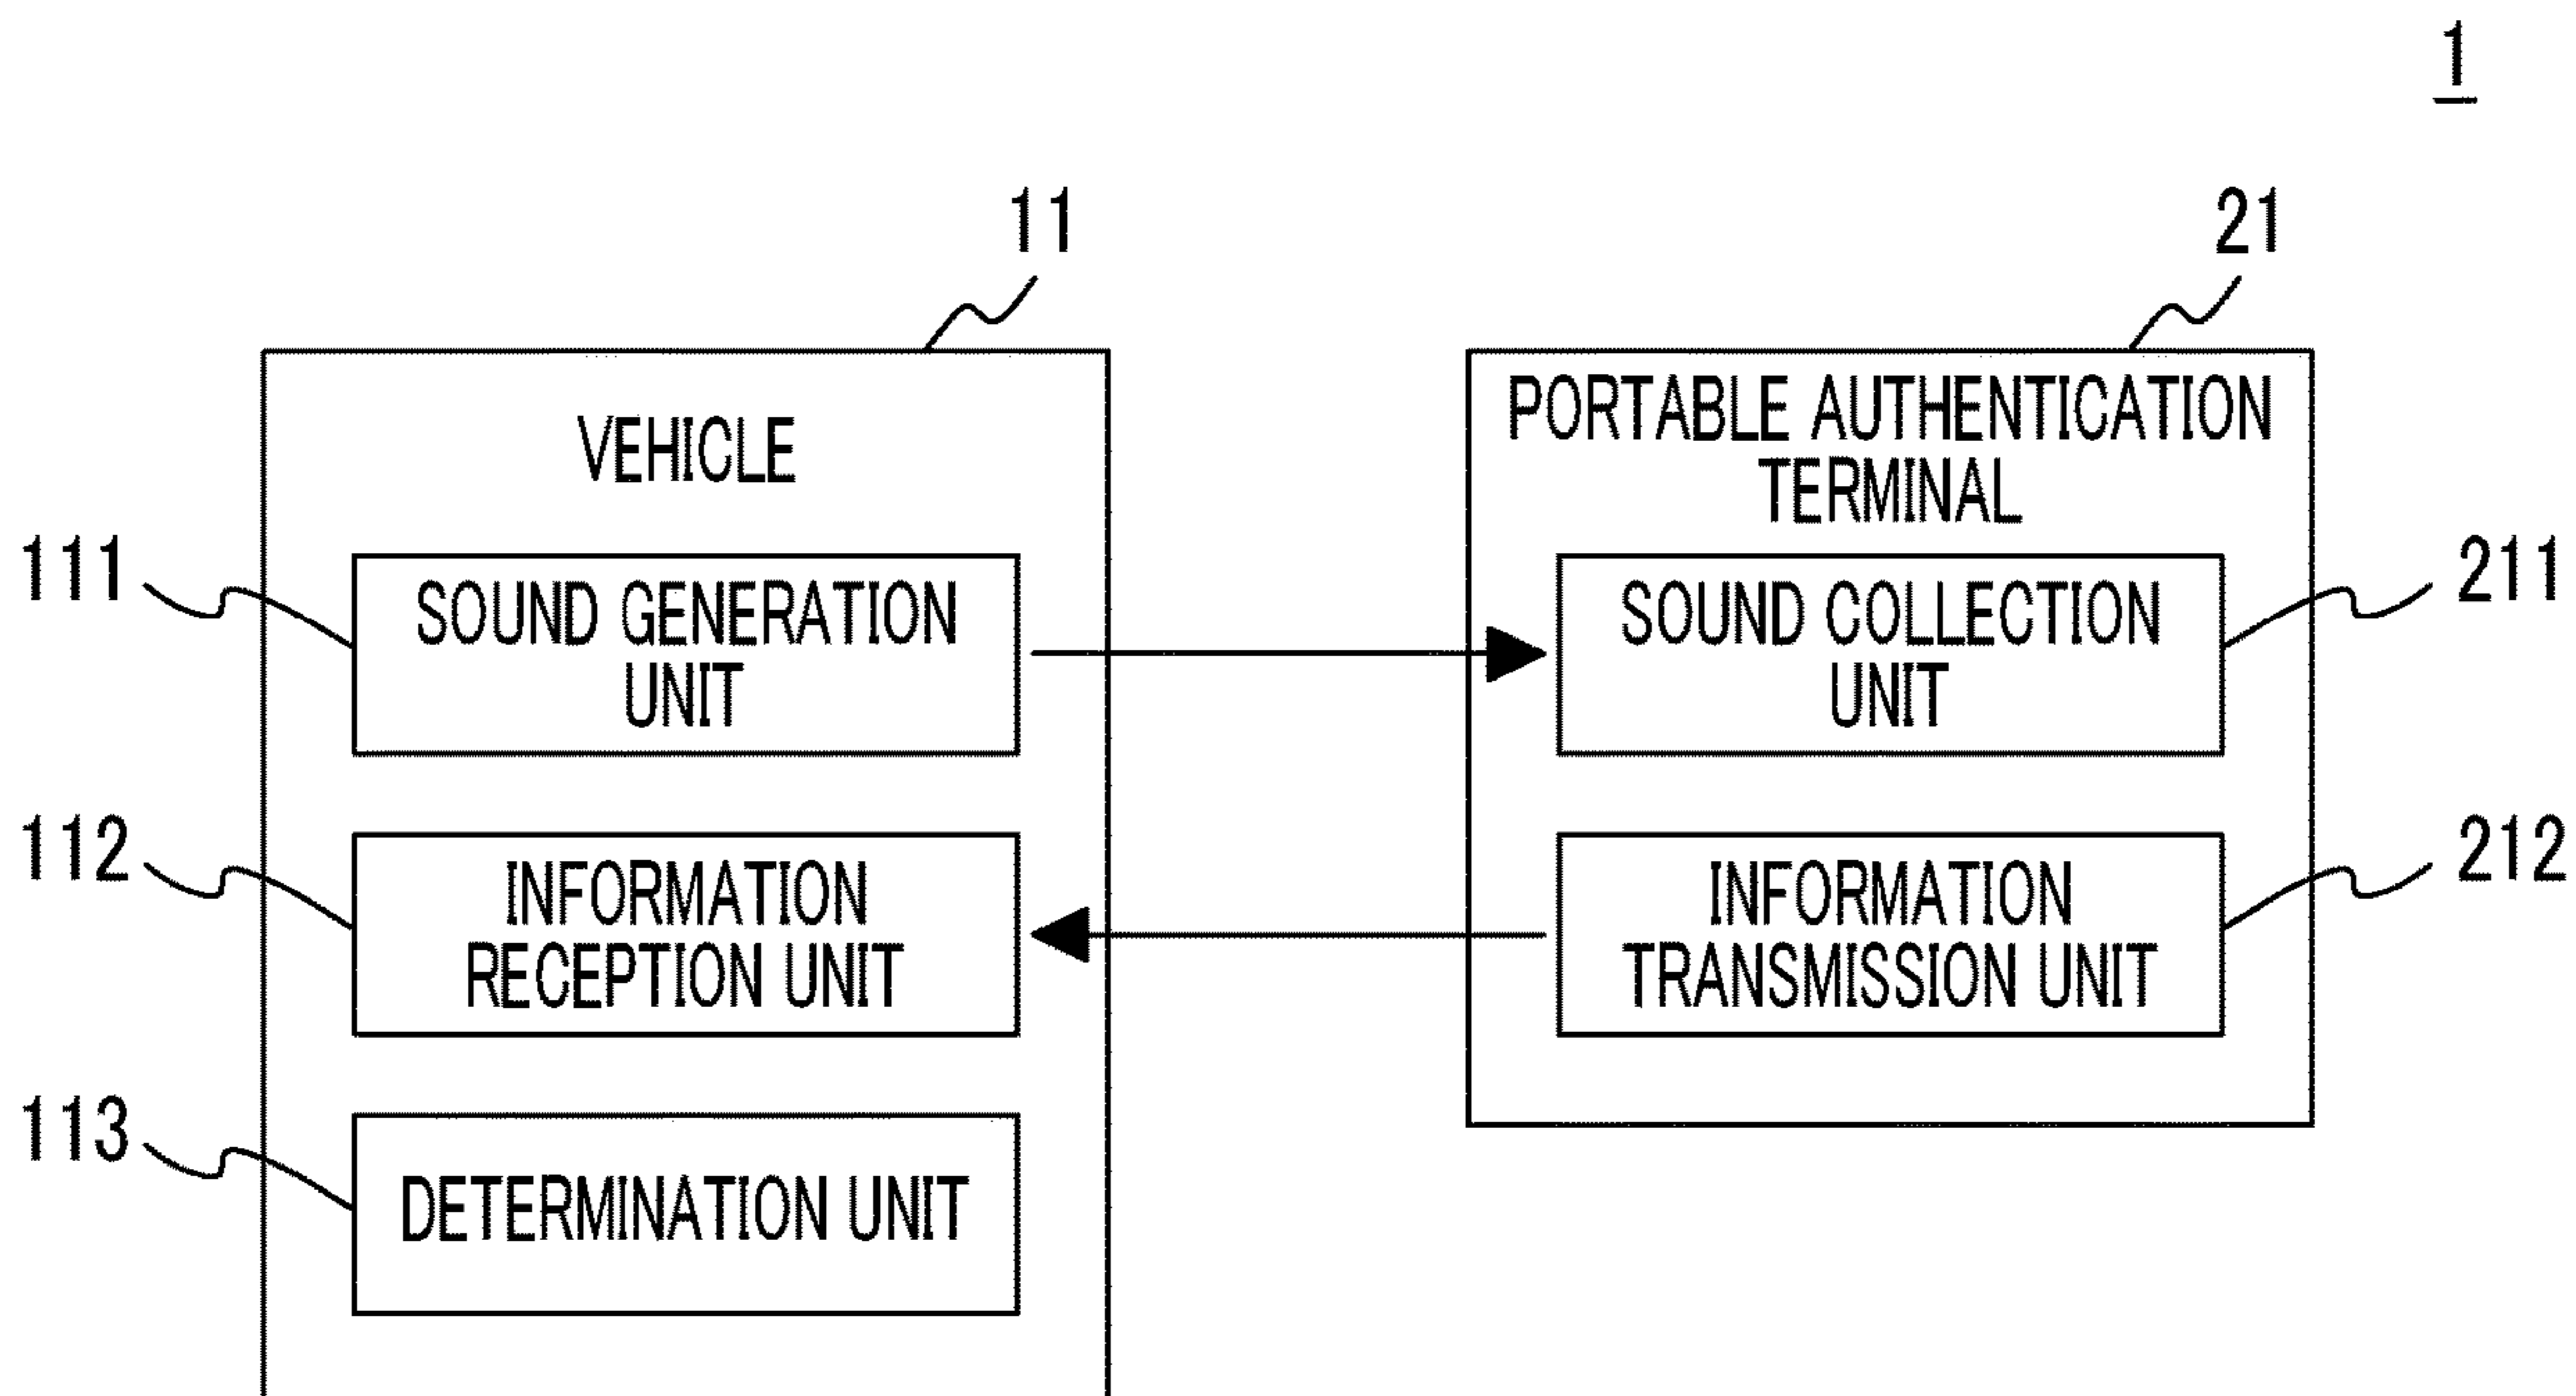 1
11
21
VEHICLE
PORTABLE AUTHENTICATION
TERMINAL
111
SOUND GENERATION
UNIT
SOUND COLLECTION
UNIT
211
112
INFORMATION
RECEPTION UNIT
INFORMATION
TRANSMISSION UNIT
212
113
DETERMINATION UNIT